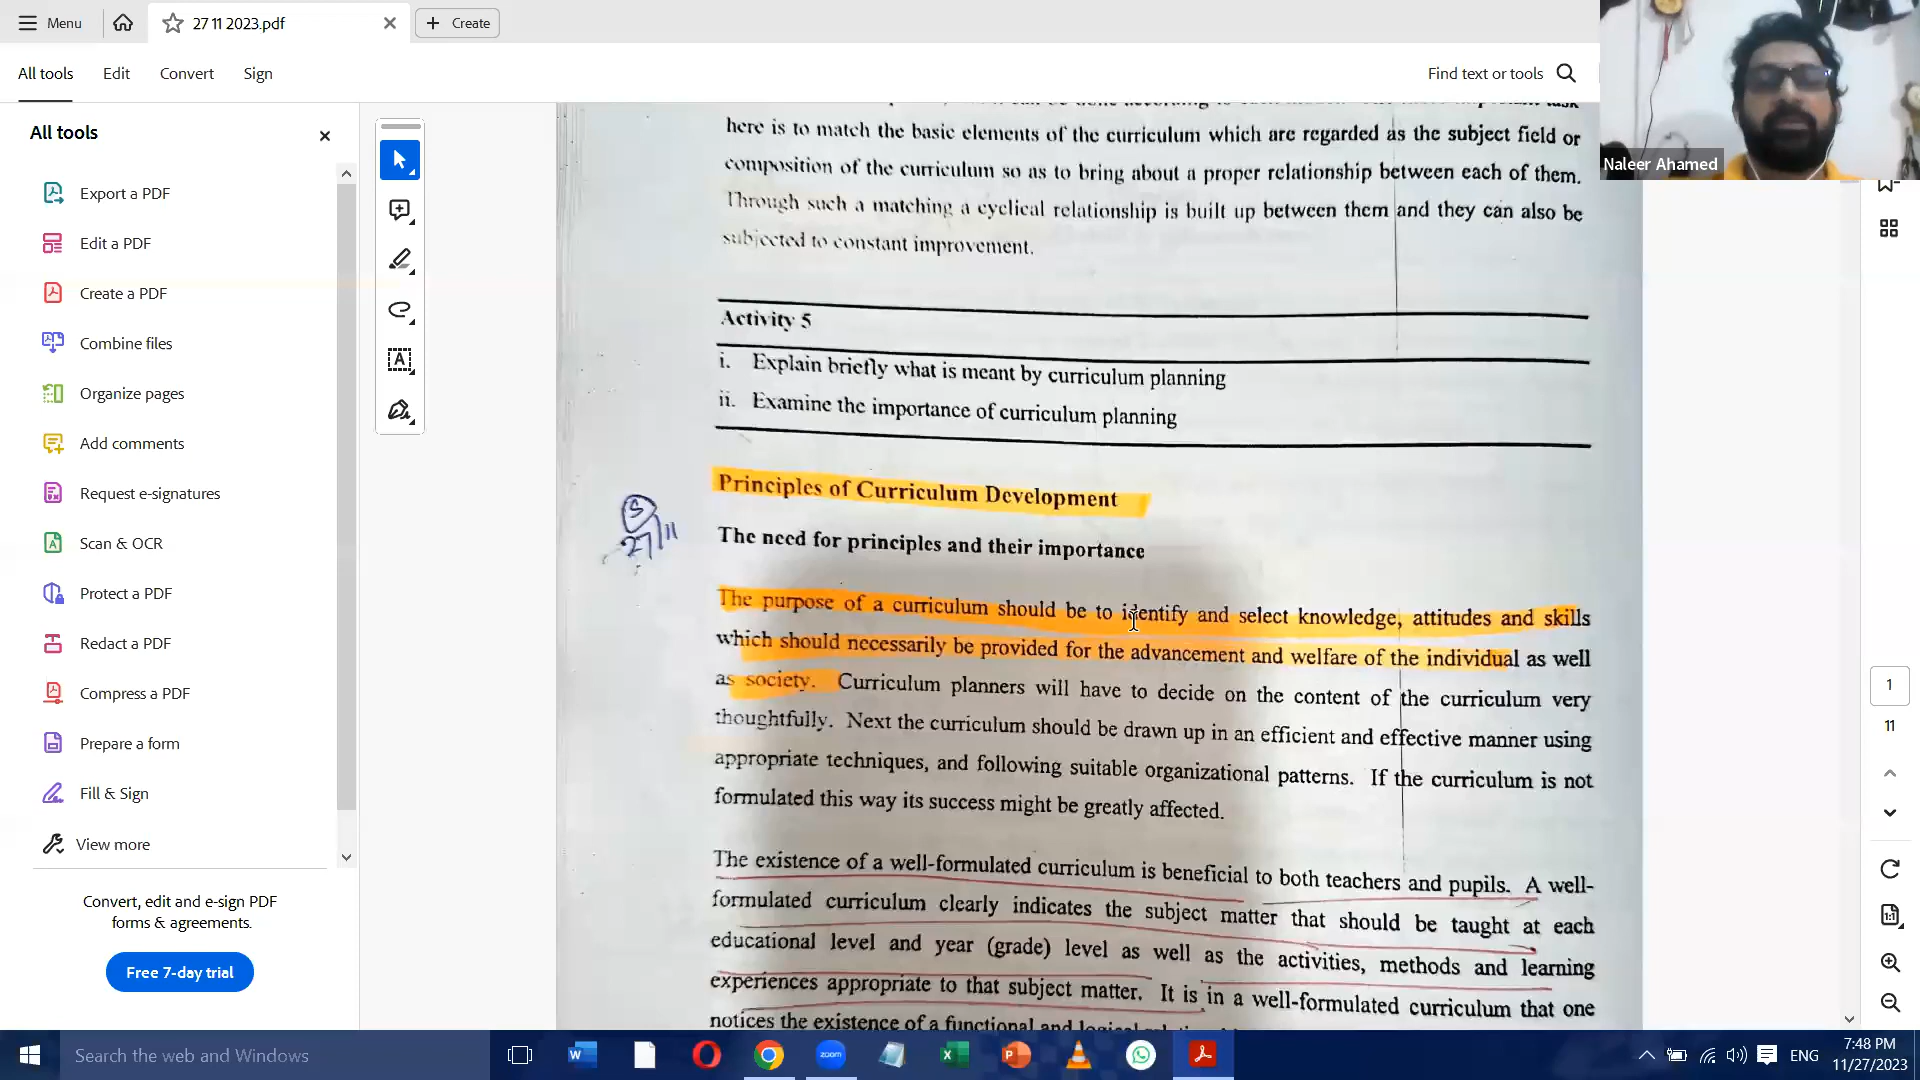 Menu
27 11 2023.pdf
Create
All tools
Edit
Convert
Sign
Find text or tools
All tools
Export a PDF
Edit a PDF
Create a PDF
Combine files
Organize pages
Add comments
Request e-signatures
Scan & OCR
Protect a PDF
Redact a PDF
Compress a PDF
Prepare a form
Fill & Sign
View more
Convert, edit and e-sign PDF
forms & agreements.
Free 7-day trial
here is to match the basic elements of the curriculum which are regarded as the subject field or
composition of the curriculum so as to bring about a proper relationship between each of them.
Through such a matching a cyclical relationship is built up between them and they can also be
subjected to constant improvement.
Activity 5
i. Explain briefly what is meant by curriculum planning
ii. Examine the importance of curriculum planning
Principles of Curriculum Development
S
27/11
The need for principles and their importance
The purpose of a curriculum should be to identify and select knowledge, attitudes and skills
which should necessarily be provided for the advancement and welfare of the individual as well
as society. Curriculum planners will have to decide on the content of the curriculum very
thoughtfully. Next the curriculum should be drawn up in an efficient and effective manner using
appropriate techniques, and following suitable organizational patterns. If the curriculum is not
formulated this way its success might be greatly affected.
The existence of a well-formulated curriculum is beneficial to both teachers and pupils. A well-
formulated curriculum clearly indicates the subject matter that should be taught at each
educational level and year (grade) level as well as the activities, methods and learning
experiences appropriate to that subject matter. It is in a well-formulated curriculum that one
notices the existence of a functional and logical
Naleer Ahamed
1
11
Search the web and Windows
zoom
ENG
7:48 PM
11/27/2023